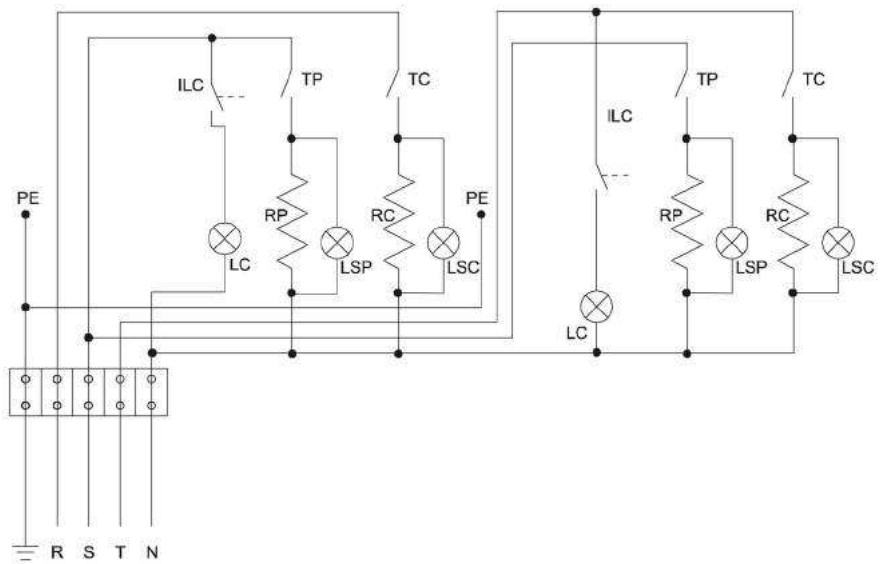 ILC TP TC TP TC
ILC
PE PE
RP RC RP RC
LC LSP LSC LSP LSC
LC
R S T N